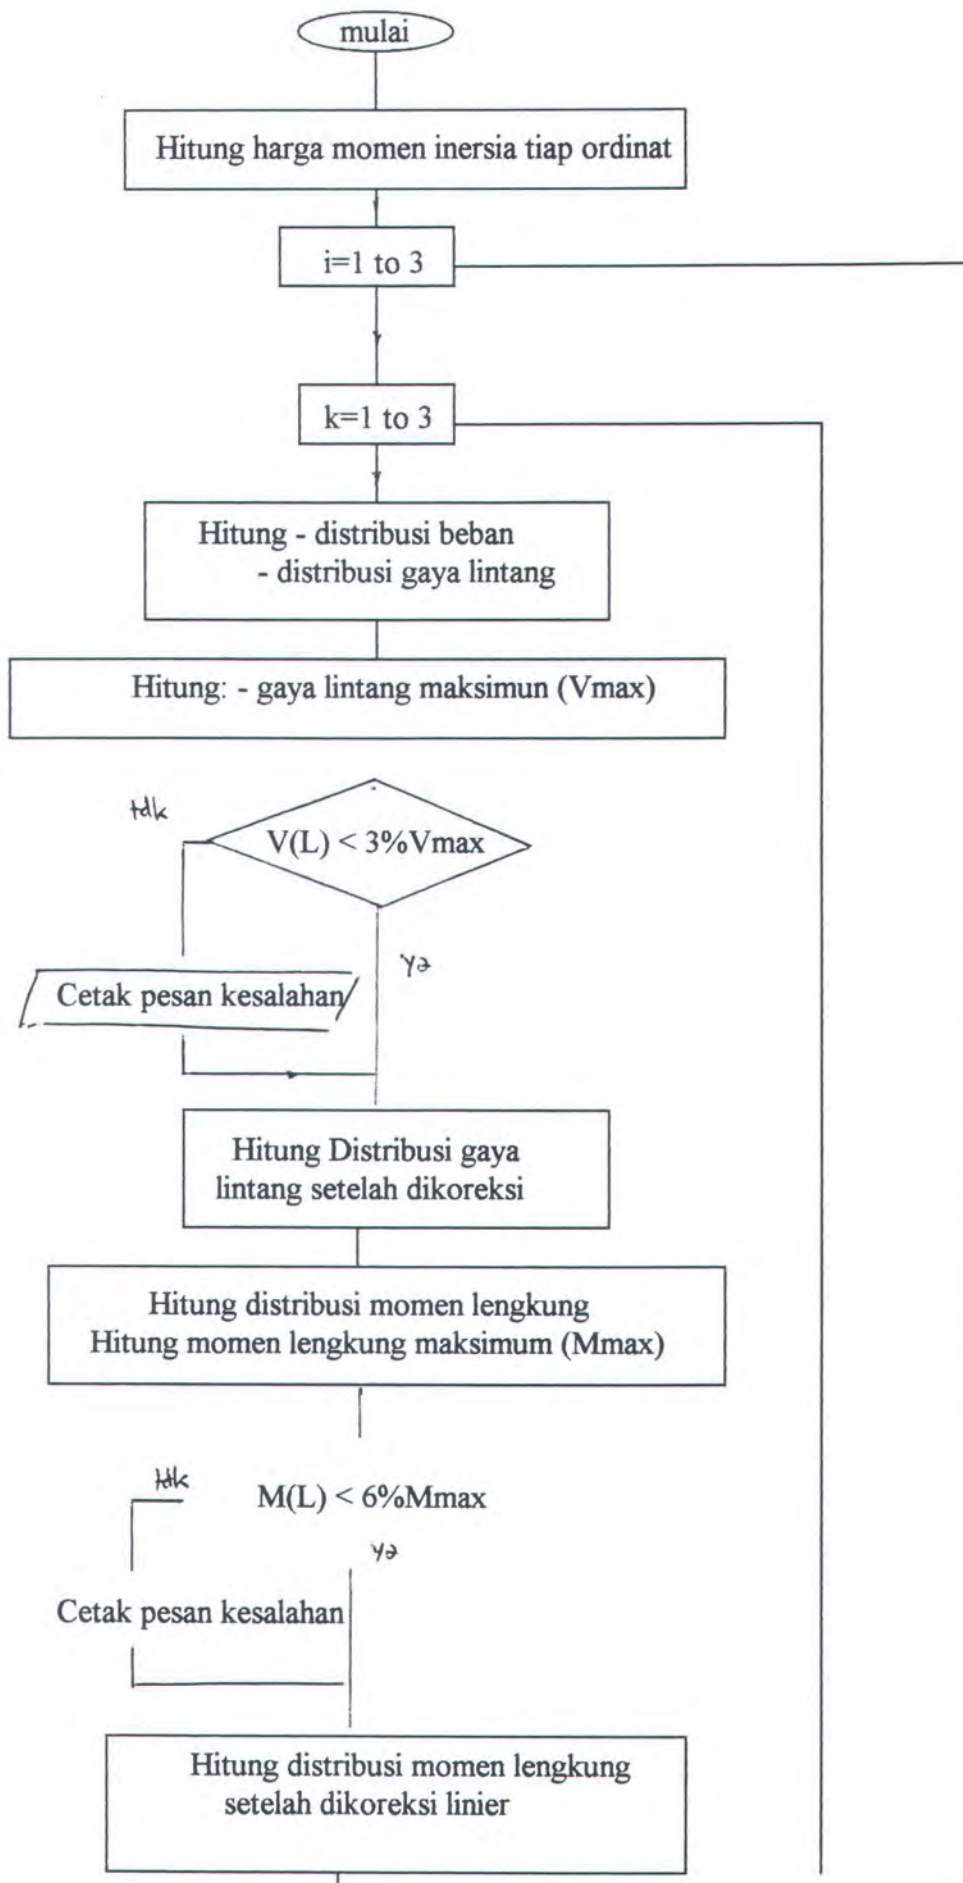 mulai
Hitung harga momen inersia tiap ordinat
i=1 to 3
k=1 to 3
Hitung - distribusi beban
- distribusi gaya lintang
Hitung: - gaya lintang maksimun (Vmax)
tdk
V(L) < 3%Vmax
ya
Cetak pesan kesalahan
Hitung Distribusi gaya
lintang setelah dikoreksi
Hitung distribusi momen lengkung
Hitung momen lengkung maksimum (Mmax)
tdk
M(L) < 6%Mmax
ya
Cetak pesan kesalahan
Hitung distribusi momen lengkung
setelah dikoreksi linier